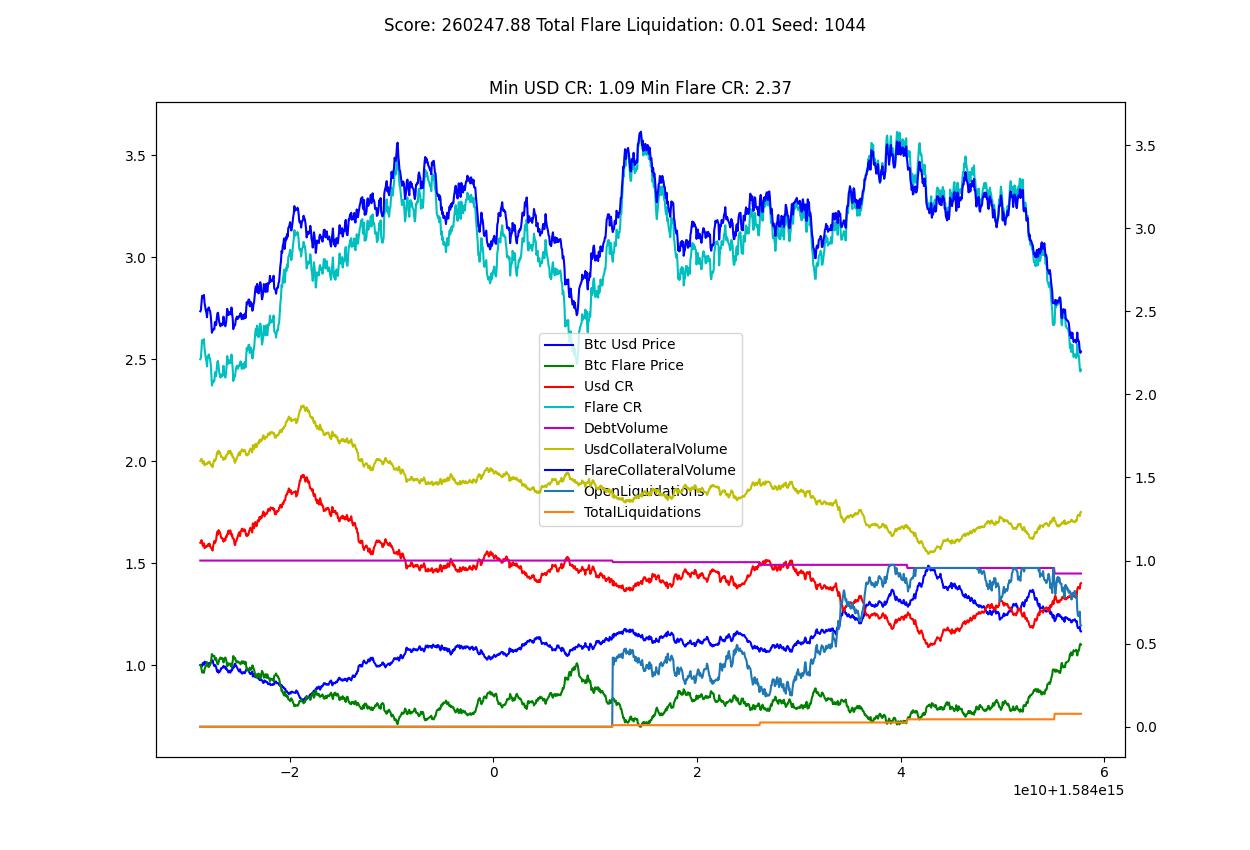 Score: 260247.88 Total Flare Liquidation: 0.01 Seed: 1044
Min USD CR: 1.09 Min Flare CR: 2.37
3.5
3.0
2.5
2.0
1.5
1.0
Btc Usd Price
Btc Flare Price
Usd CR
Flare CR
DebtVolume
UsdCollateralVolume
FlareCollateralVolume
OpenLiquidations
TotalLiquidations
3.5
3.0
2.5
2.0
1.5
1.0
0.5
0.0
−2 0 2 4 6
1e10+1.584e15